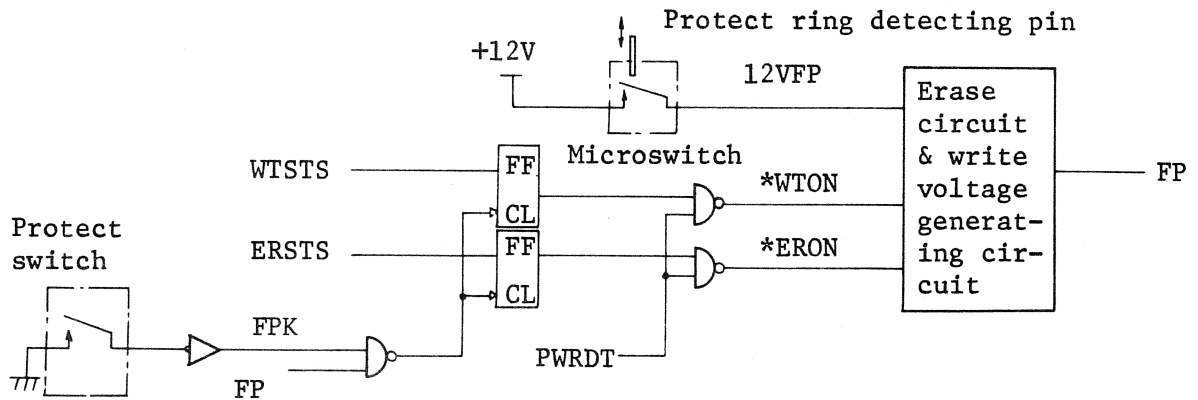 Protect ring detecting pin
+12V
12VFP
Microswitch
Erase
circuit
& write
voltage
generat-
ing cir-
cuit
FP
WTSTS
FF
CL
*WTON
ERSTS
FF
CL
*ERON
Protect
switch
FPK
FP
PWRDT